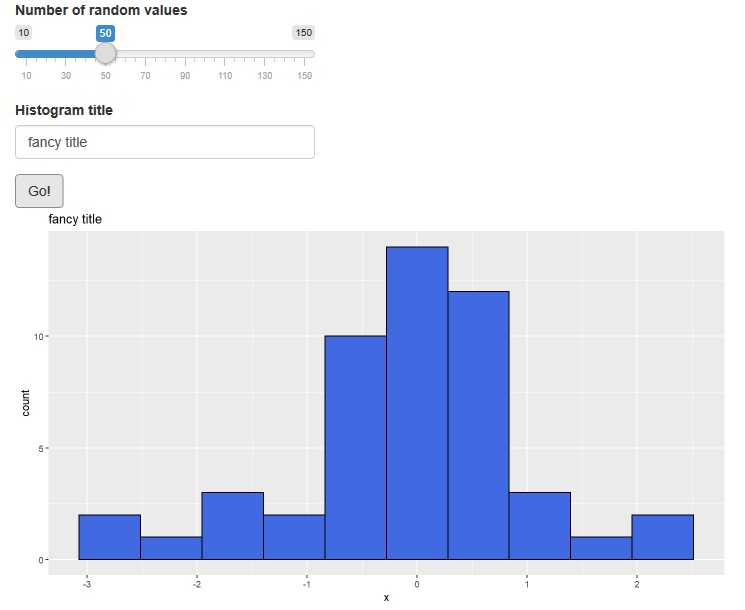 Number of random values
10 50 150
10 30 50 70 90 110 130 150
Histogram title
fancy title
Go!
fancy title
10
count
5
0
-3 -2 -1 0 1 2
x